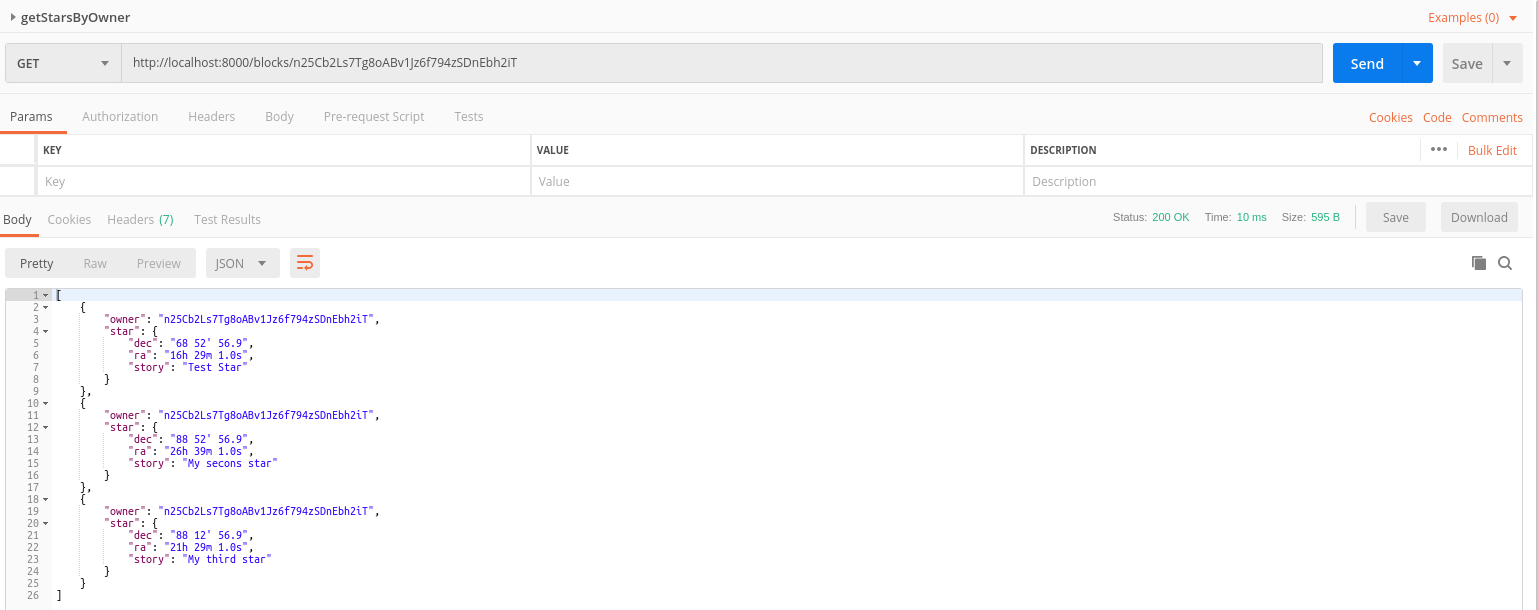 getStarsByOwner
Examples (0)
GET
http://localhost:8000/blocks/n25Cb2Ls7Tg8oABv1Jz6f794zSDnEbh2iT
Send
Save
Params Authorization Headers Body Pre-request Script Tests
Cookies Code Comments
KEY VALUE DESCRIPTION
Bulk Edit
Key Value Description
Body Cookies Headers (7) Test Results
Status: 200 OK Time: 10 ms Size: 595 B
Save Download
Pretty Raw Preview JSON
1 [
2 {
3 "owner": "n25Cb2Ls7Tg8oABv1Jz6f794zSDnEbh2iT",
4 "star": {
5 "dec": "68 52' 56.9",
6 "ra": "16h 29m 1.0s",
7 "story": "Test Star"
8 }
9 },
10 {
11 "owner": "n25Cb2Ls7Tg8oABv1Jz6f794zSDnEbh2iT",
12 "star": {
13 "dec": "88 52' 56.9",
14 "ra": "26h 39m 1.0s",
15 "story": "My secons star"
16 }
17 },
18 {
19 "owner": "n25Cb2Ls7Tg8oABv1Jz6f794zSDnEbh2iT",
20 "star": {
21 "dec": "88 12' 56.9",
22 "ra": "21h 29m 1.0s",
23 "story": "My third star"
24 }
25 }
26 ]